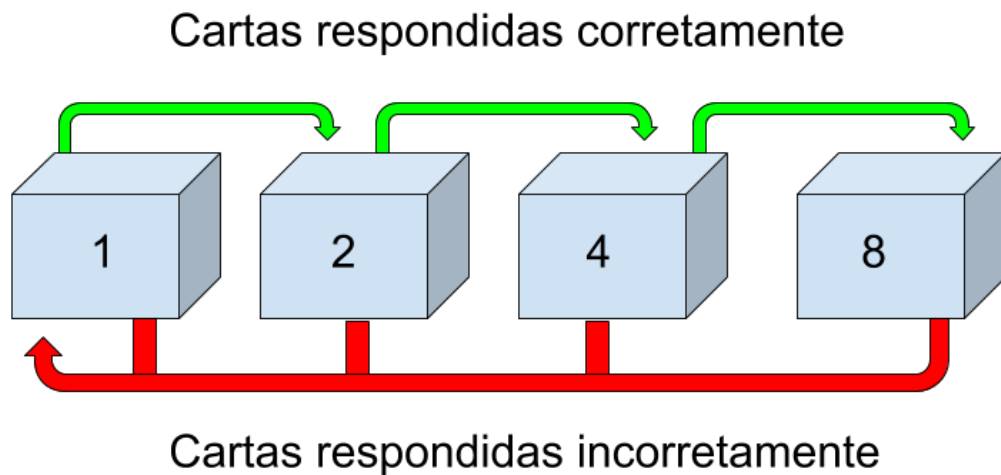 Cartas respondidas corretamente
1 2 4 8
Cartas respondidas incorretamente